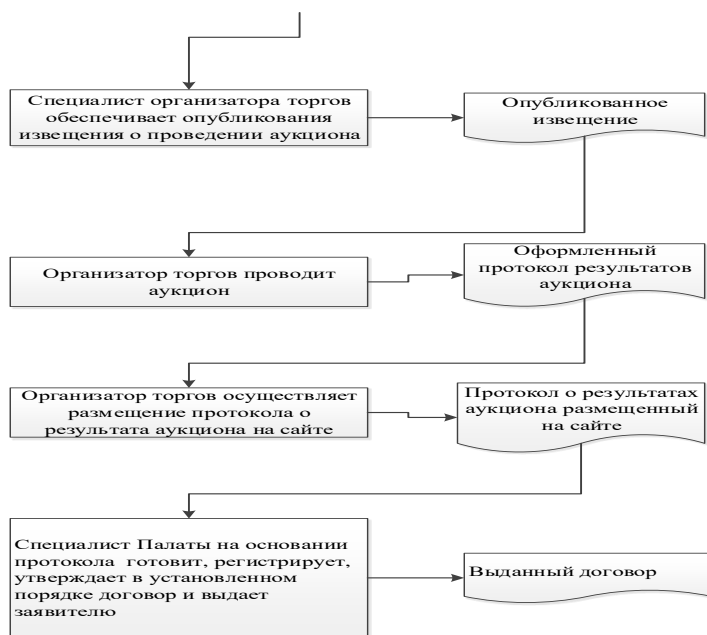 Специалист организатора торгов
обеспечивает опубликования
извещения о проведении аукциона
Опубликованное
извещение
Организатор торгов проводит
аукцион
Оформленный
протокол результатов
аукциона
Организатор торгов осуществляет
размещение протокола о
результата аукциона на сайте
Протокол о результатах
аукциона размещенный
на сайте
Специалист Палаты на основании
протокола готовит, регистрирует,
утверждает в установленном
порядке договор и выдает
заявителю
Выданный договор